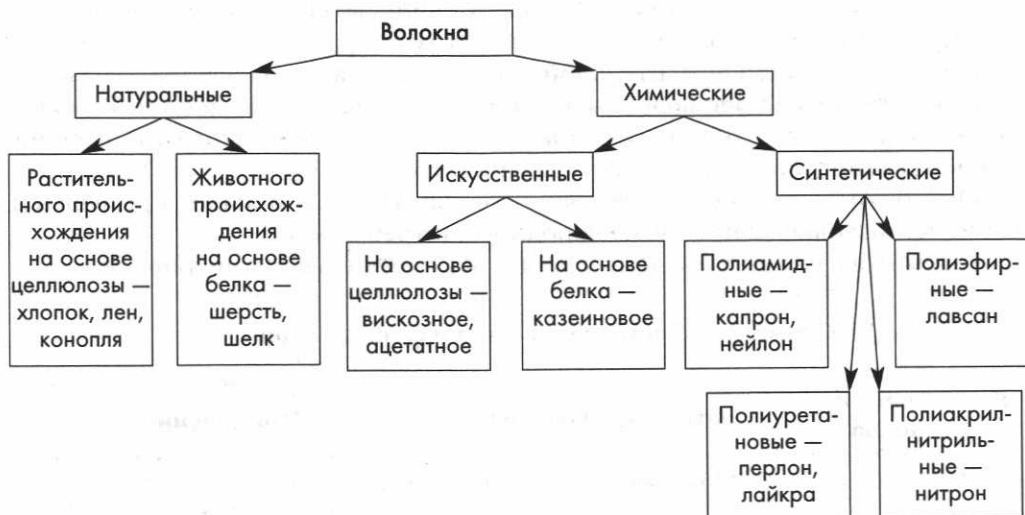 Волокна
Натуральные
Химические
Раститель-
ного проис-
хождения
на основе
целлюлозы —
хлопок, лен,
конопля
Животного
происхож-
дения
на основе
белка —
шерсть,
шелк
Искусственные
Синтетические
На основе
целлюлозы —
вискозное,
ацетатное
На основе
белка —
казеиновое
Полиамид-
ные —
капрон,
нейлон
Полиэфир-
ные —
лавсан
Полиурета-
новые —
перлон,
лайкра
Полиакрил-
нитриль-
ные —
нитрон